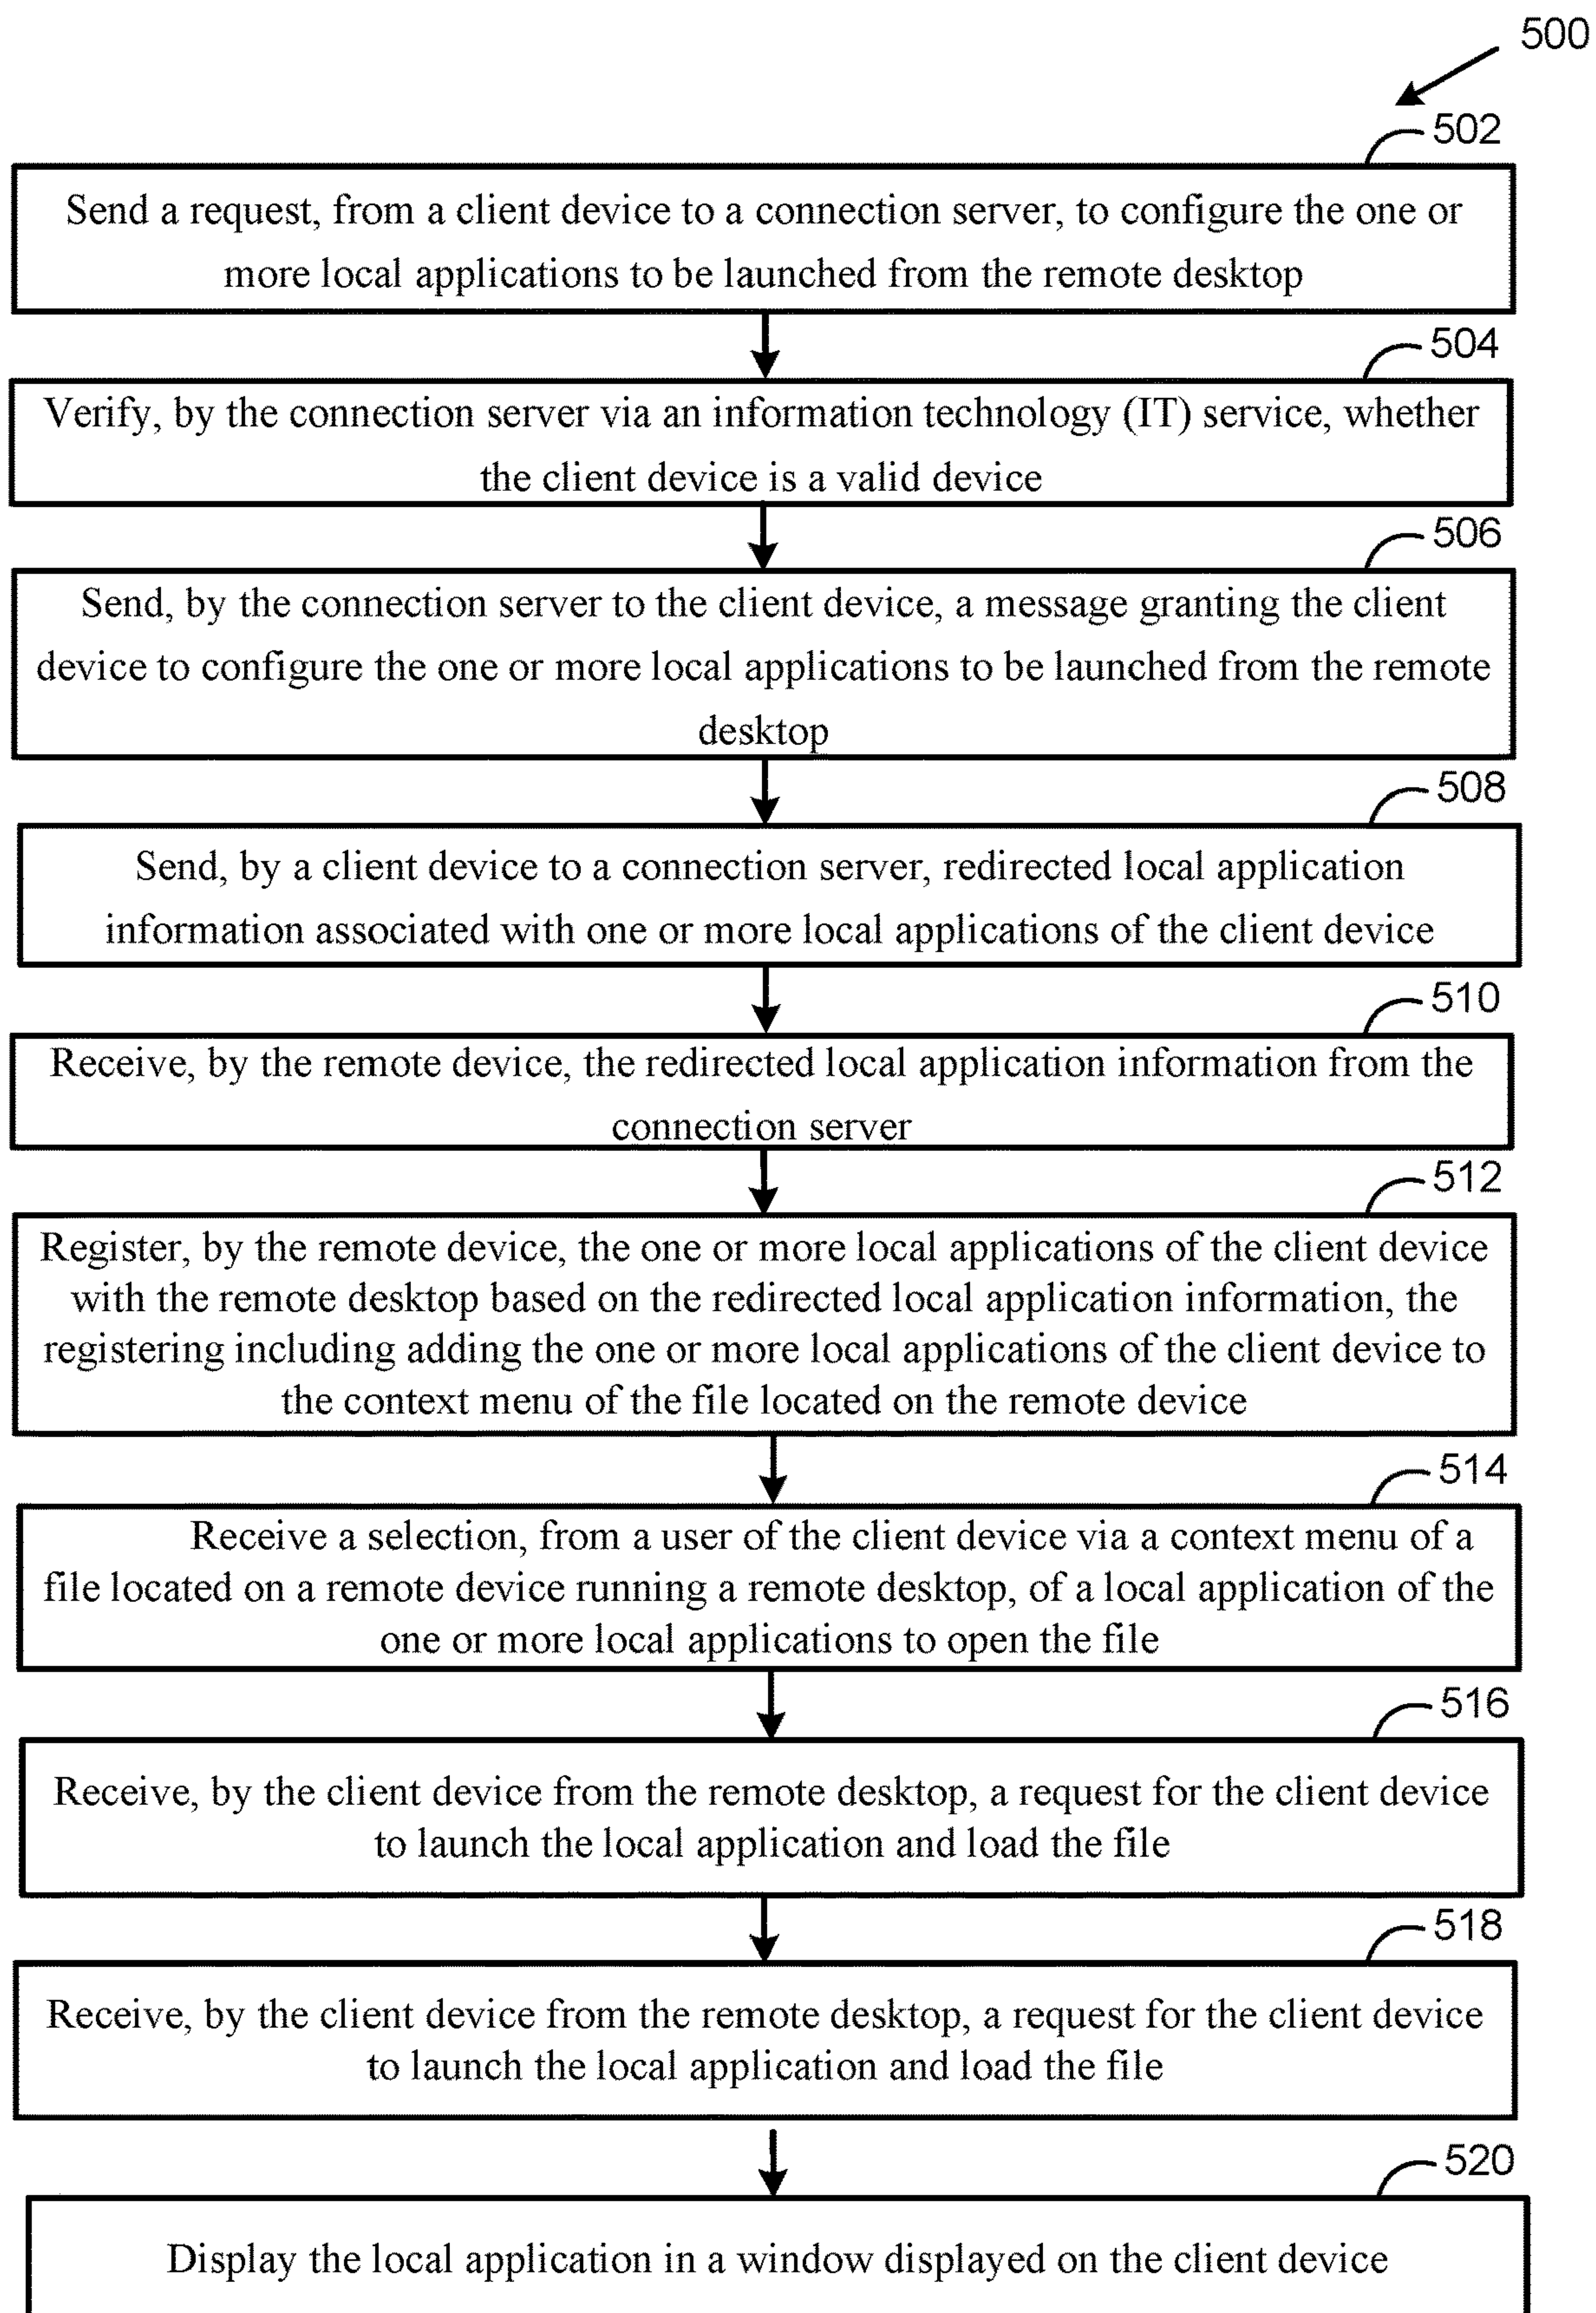 500
502
Send a request, from a client device to a connection server, to configure the one or
more local applications to be launched from the remote desktop
504
Verify, by the connection server via an information technology (IT) service, whether
the client device is a valid device
506
Send, by the connection server to the client device, a message granting the client
device to configure the one or more local applications to be launched from the remote
desktop
508
Send, by a client device to a connection server, redirected local application
information associated with one or more local applications of the client device
510
Receive, by the remote device, the redirected local application information from the
connection server
512
Register, by the remote device, the one or more local applications of the client device
with the remote desktop based on the redirected local application information, the
registering including adding the one or more local applications of the client device to
the context menu of the file located on the remote device
514
Receive a selection, from a user of the client device via a context menu of a
file located on a remote device running a remote desktop, of a local application of the
one or more local applications to open the file
516
Receive, by the client device from the remote desktop, a request for the client device
to launch the local application and load the file
518
Receive, by the client device from the remote desktop, a request for the client device
to launch the local application and load the file
520
Display the local application in a window displayed on the client device